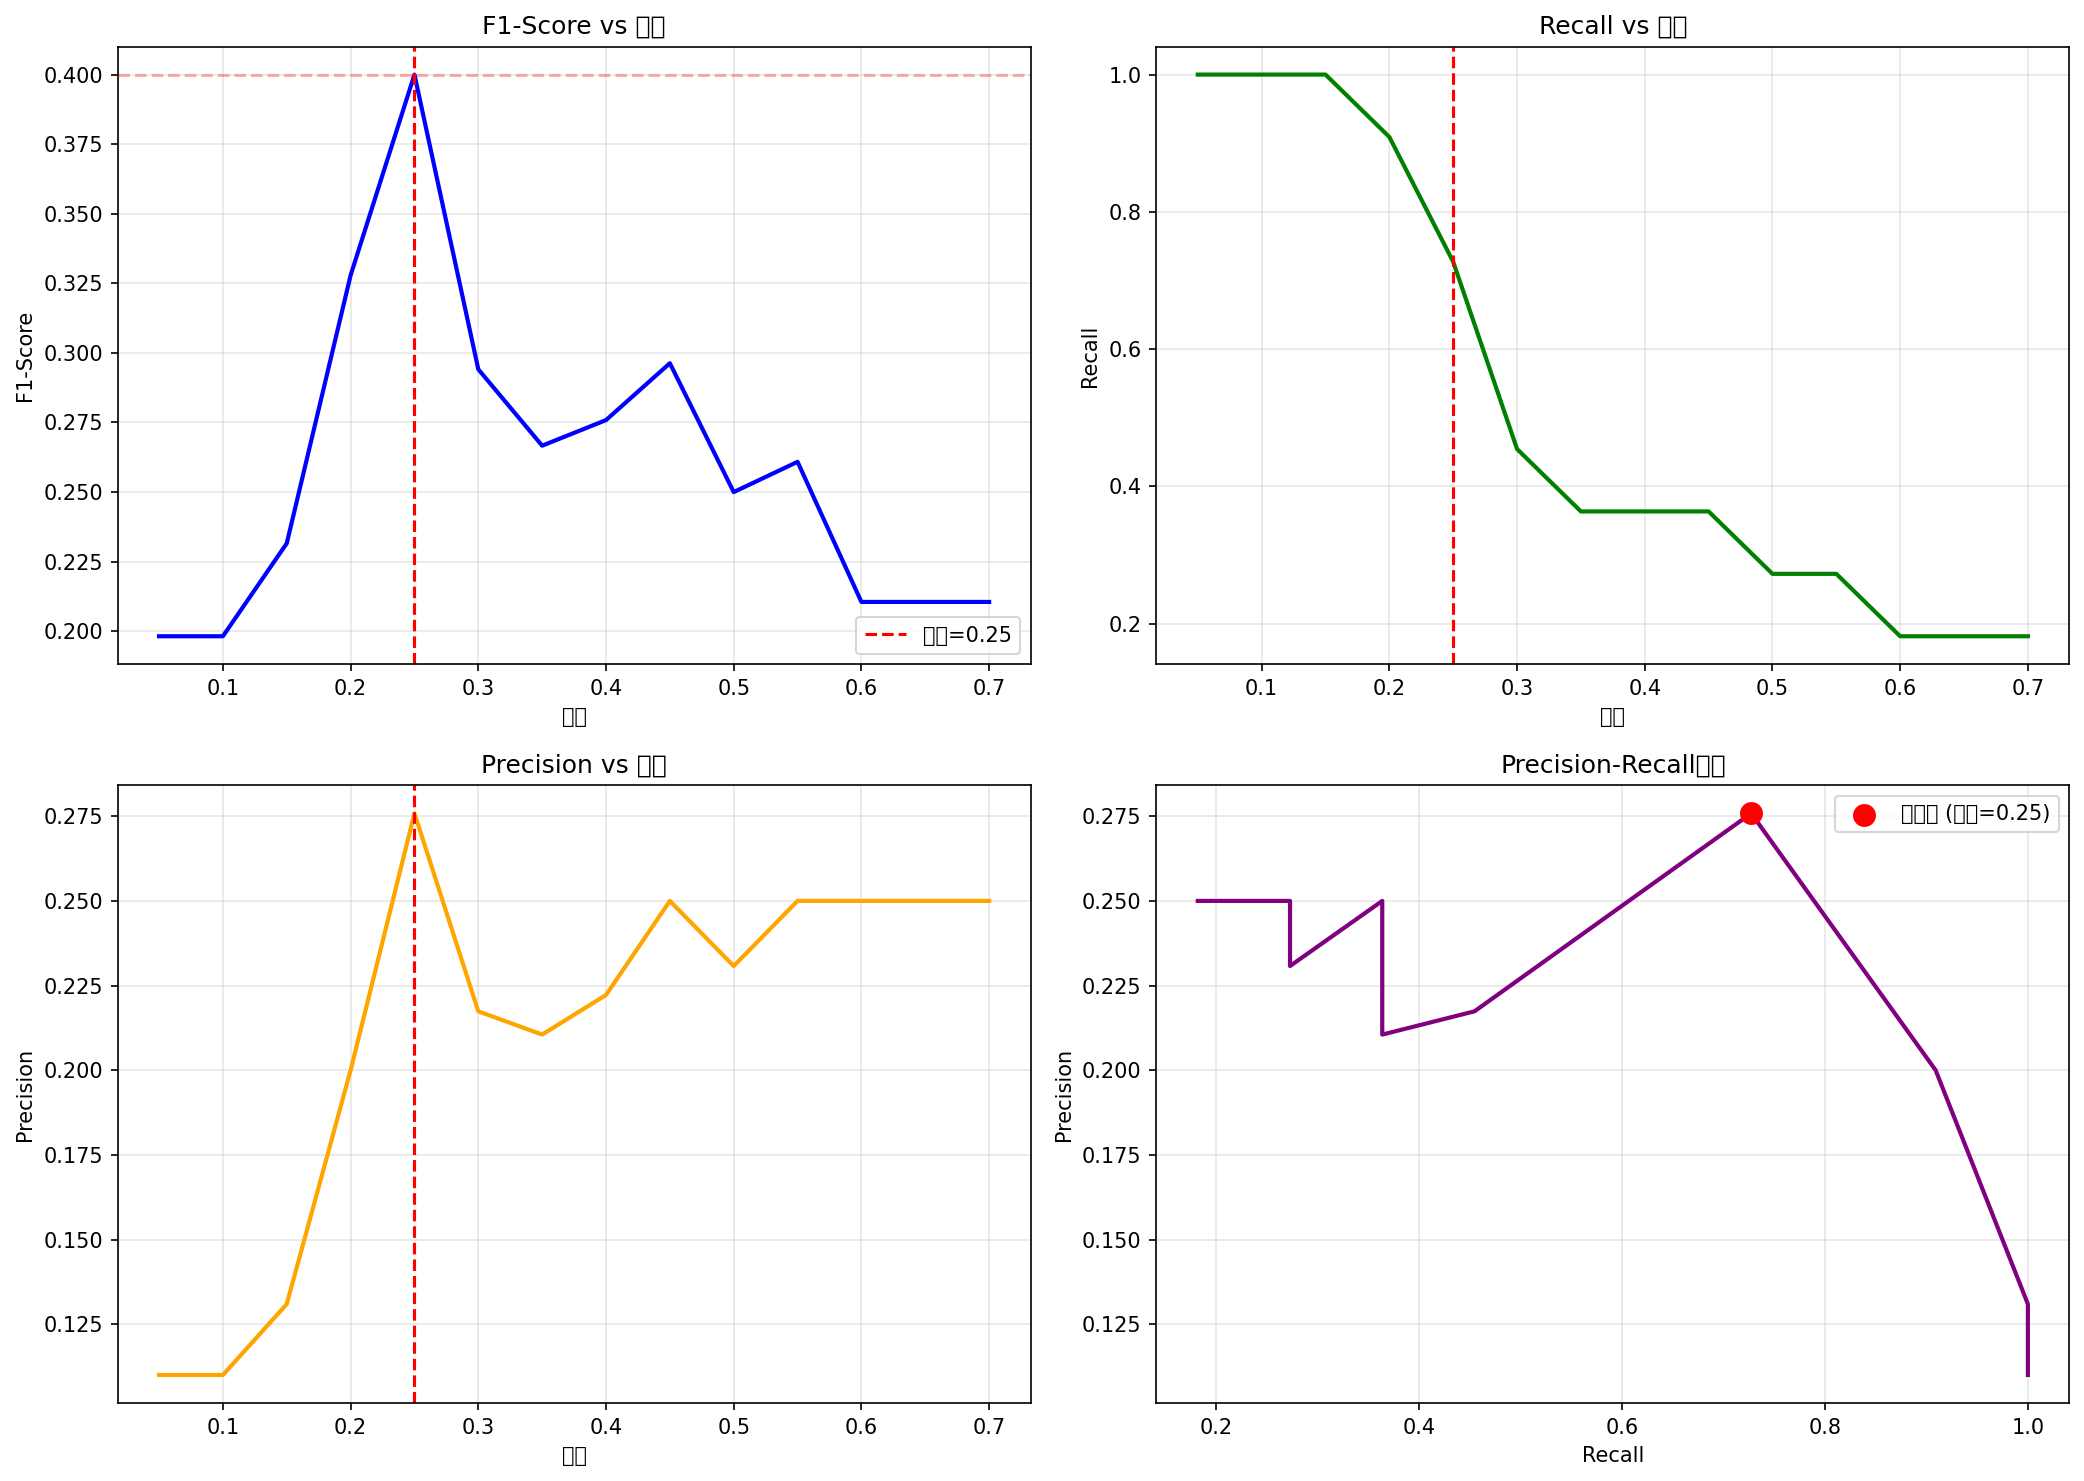 F1-Score vs
0.400
0.375
0.350
0.325
0.300
0.275
0.250
0.225
0.200
F1-Score
0.1 0.2 0.3 0.4 0.5 0.6 0.7
=0.25
Recall vs
1.0
0.8
0.6
0.4
0.2
Recall
0.1 0.2 0.3 0.4 0.5 0.6 0.7
Precision vs
0.275
0.250
0.225
0.200
0.175
0.150
0.125
Precision
0.1 0.2 0.3 0.4 0.5 0.6 0.7
Precision-Recall
0.275
0.250
0.225
0.200
0.175
0.150
0.125
Precision
(=0.25)
0.2 0.4 0.6 0.8 1.0
Recall